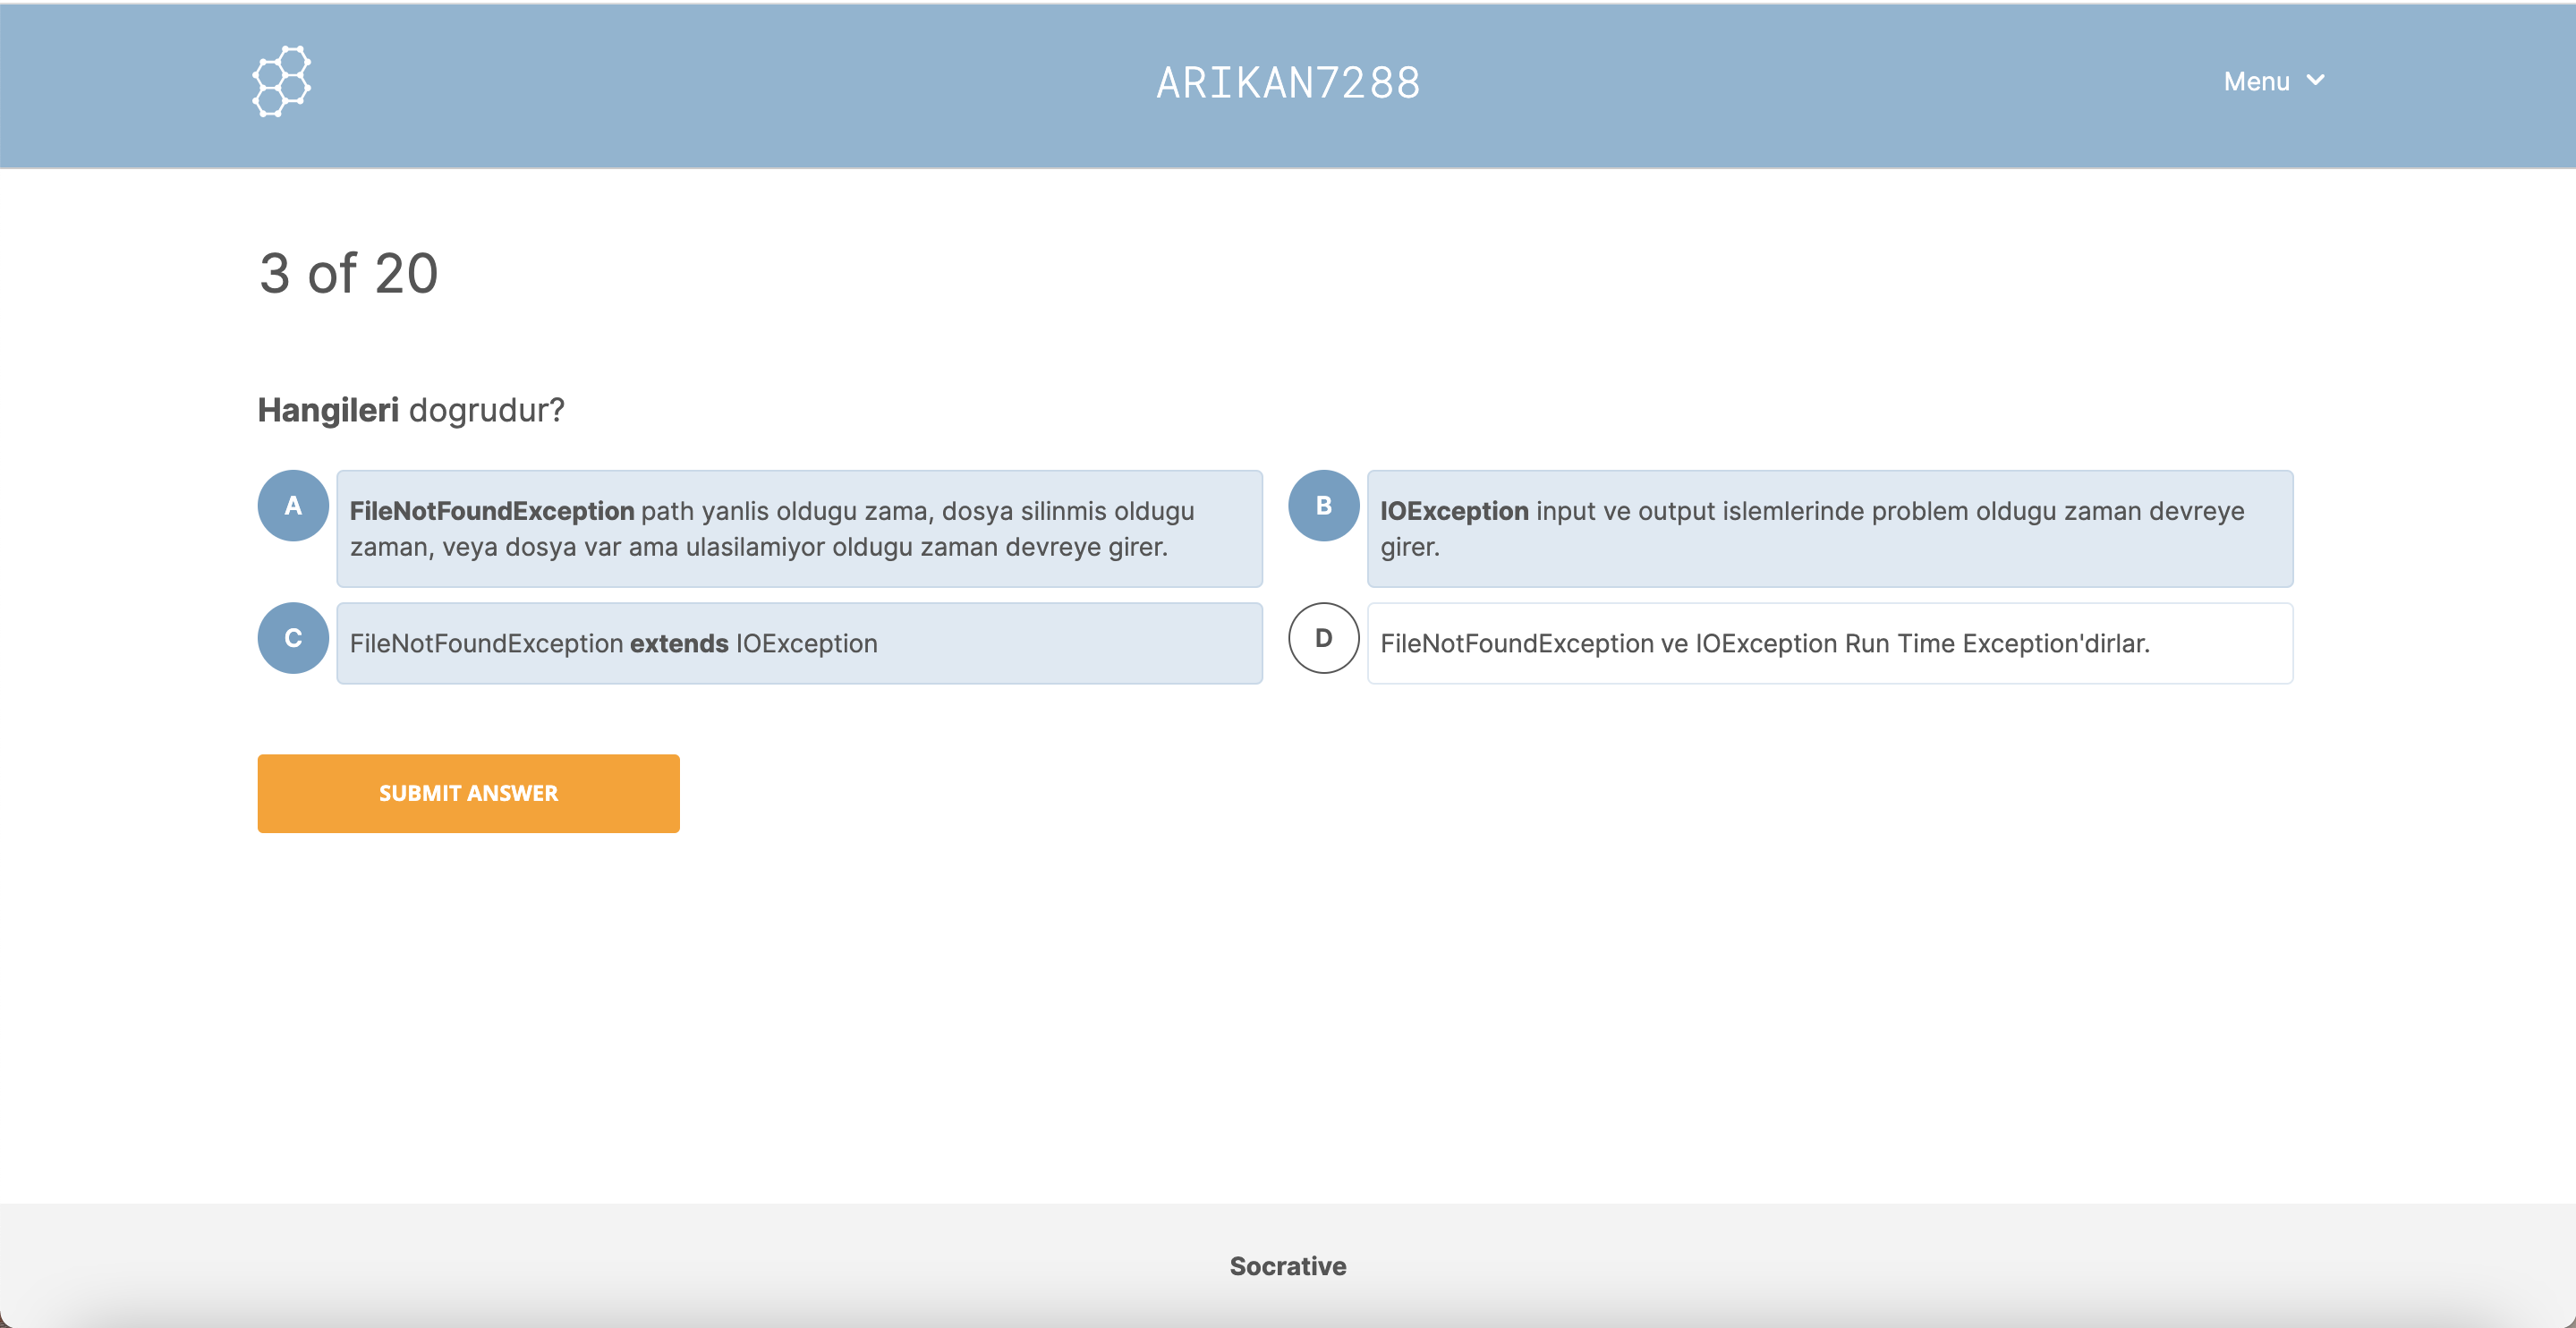 ARIKAN7288
Menu
3 of 20
Hangileri dogrudur?
A
FileNotFoundException path yanlis oldugu zama, dosya silinmis oldugu
zaman, veya dosya var ama ulasilamiyor oldugu zaman devreye girer.
B
IOException input ve output islemlerinde problem oldugu zaman devreye
girer.
C
FileNotFoundException extends IOException
D
FileNotFoundException ve IOException Run Time Exception'dirlar.
SUBMIT ANSWER
Socrative